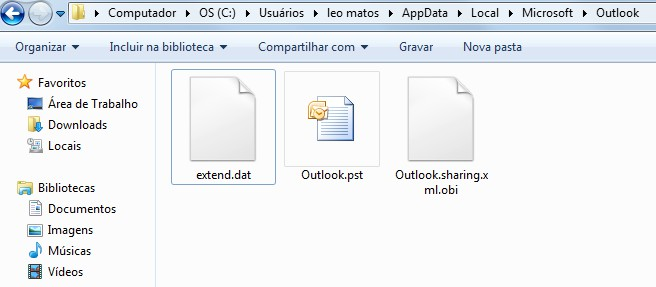 Computador ▸ OS (C:) ▸ Usuários ▸ leo matos ▸ AppData ▸ Local ▸ Microsoft ▸ Outlook
Organizar Incluir na biblioteca Compartilhar com Gravar Nova pasta
Favoritos
Área de Trabalho
Downloads
Locais
Bibliotecas
Documentos
Imagens
Músicas
Vídeos
extend.dat
Outlook.pst
Outlook.sharing.x
ml.obi